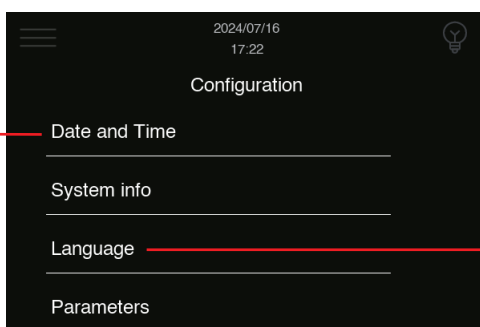 2024/07/16
17:22
Configuration
Date and Time
System info
Language
Parameters